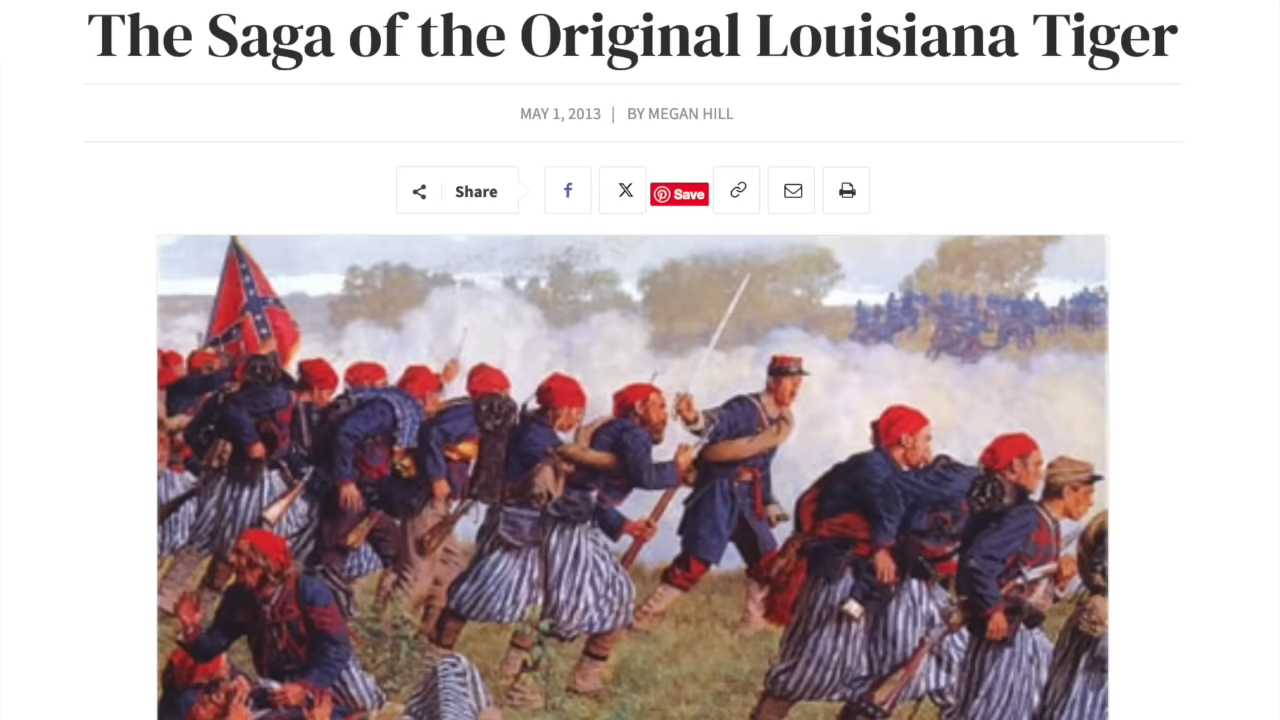 The Saga of the Original Louisiana Tiger
MAY 1, 2013 | BY MEGAN HILL
Share
Save